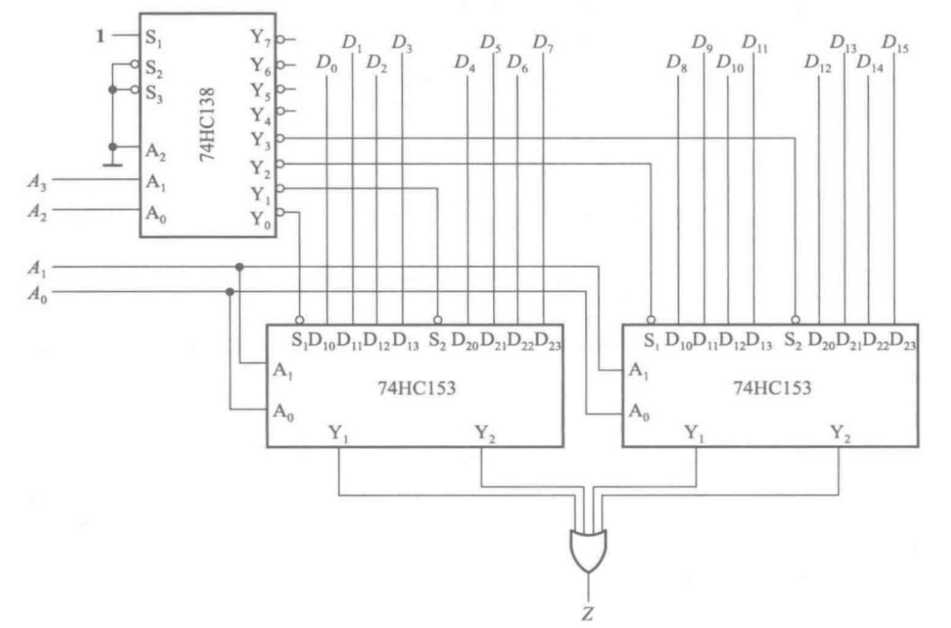 1
S₁
S₂
S₃
A₂
A₁
A₀
74HC138
Y₇
Y₆
Y₅
Y₄
Y₃
Y₂
Y₁
Y₀
A₃
A₂
A₁
A₀
D₀ D₁ D₂ D₃ D₄ D₅ D₆ D₇ D₈ D₉ D₁₀ D₁₁ D₁₂ D₁₃ D₁₄ D₁₅
S₁ D₁₀ D₁₁ D₁₂ D₁₃ S₂ D₂₀ D₂₁ D₂₂ D₂₃
A₁
74HC153
A₀
Y₁ Y₂
S₁ D₁₀ D₁₁ D₁₂ D₁₃ S₂ D₂₀ D₂₁ D₂₂ D₂₃
A₁
74HC153
A₀
Y₁ Y₂
Z